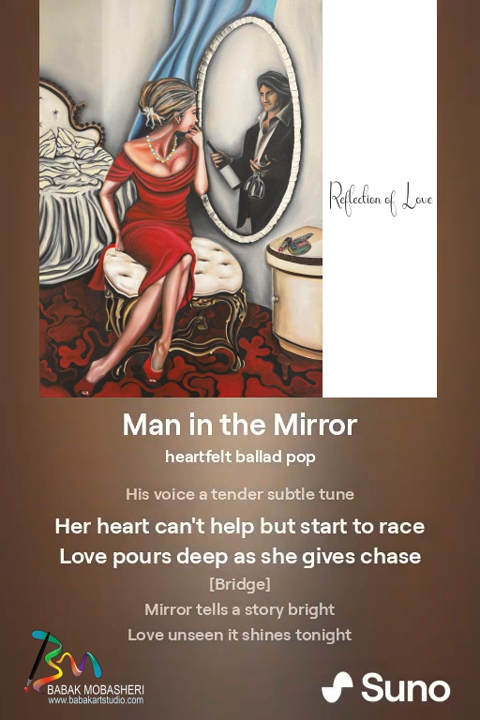 Reflection of Love
Man in the Mirror
heartfelt ballad pop
His voice a tender subtle tune
Her heart can't help but start to race
Love pours deep as she gives chase
[Bridge]
Mirror tells a story bright
Love unseen it shines tonight
BABAK MOBASHERI
www.babakartstudio.com
Suno